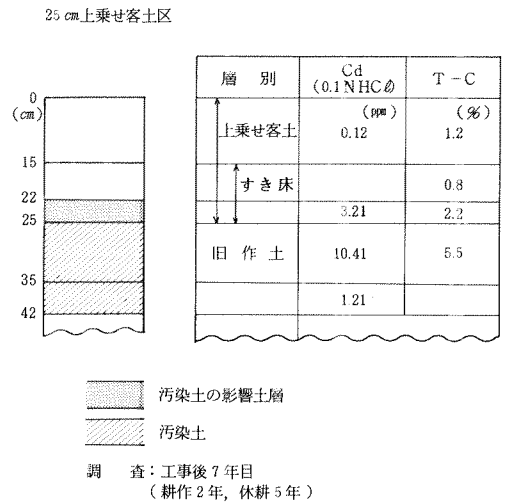 25cm上乗せ客土区
層別 Cd (0.1NHCℓ) T－C
0
(cm)
(ppm) (%)
上乗せ客土 0.12 1.2
15
すき床 0.8
22
3.21 2.2
25
旧作土 10.41 5.5
35
1.21
42
汚染土の影響土層
汚染土
調 査：工事後7年目
（耕作2年，休耕5年）